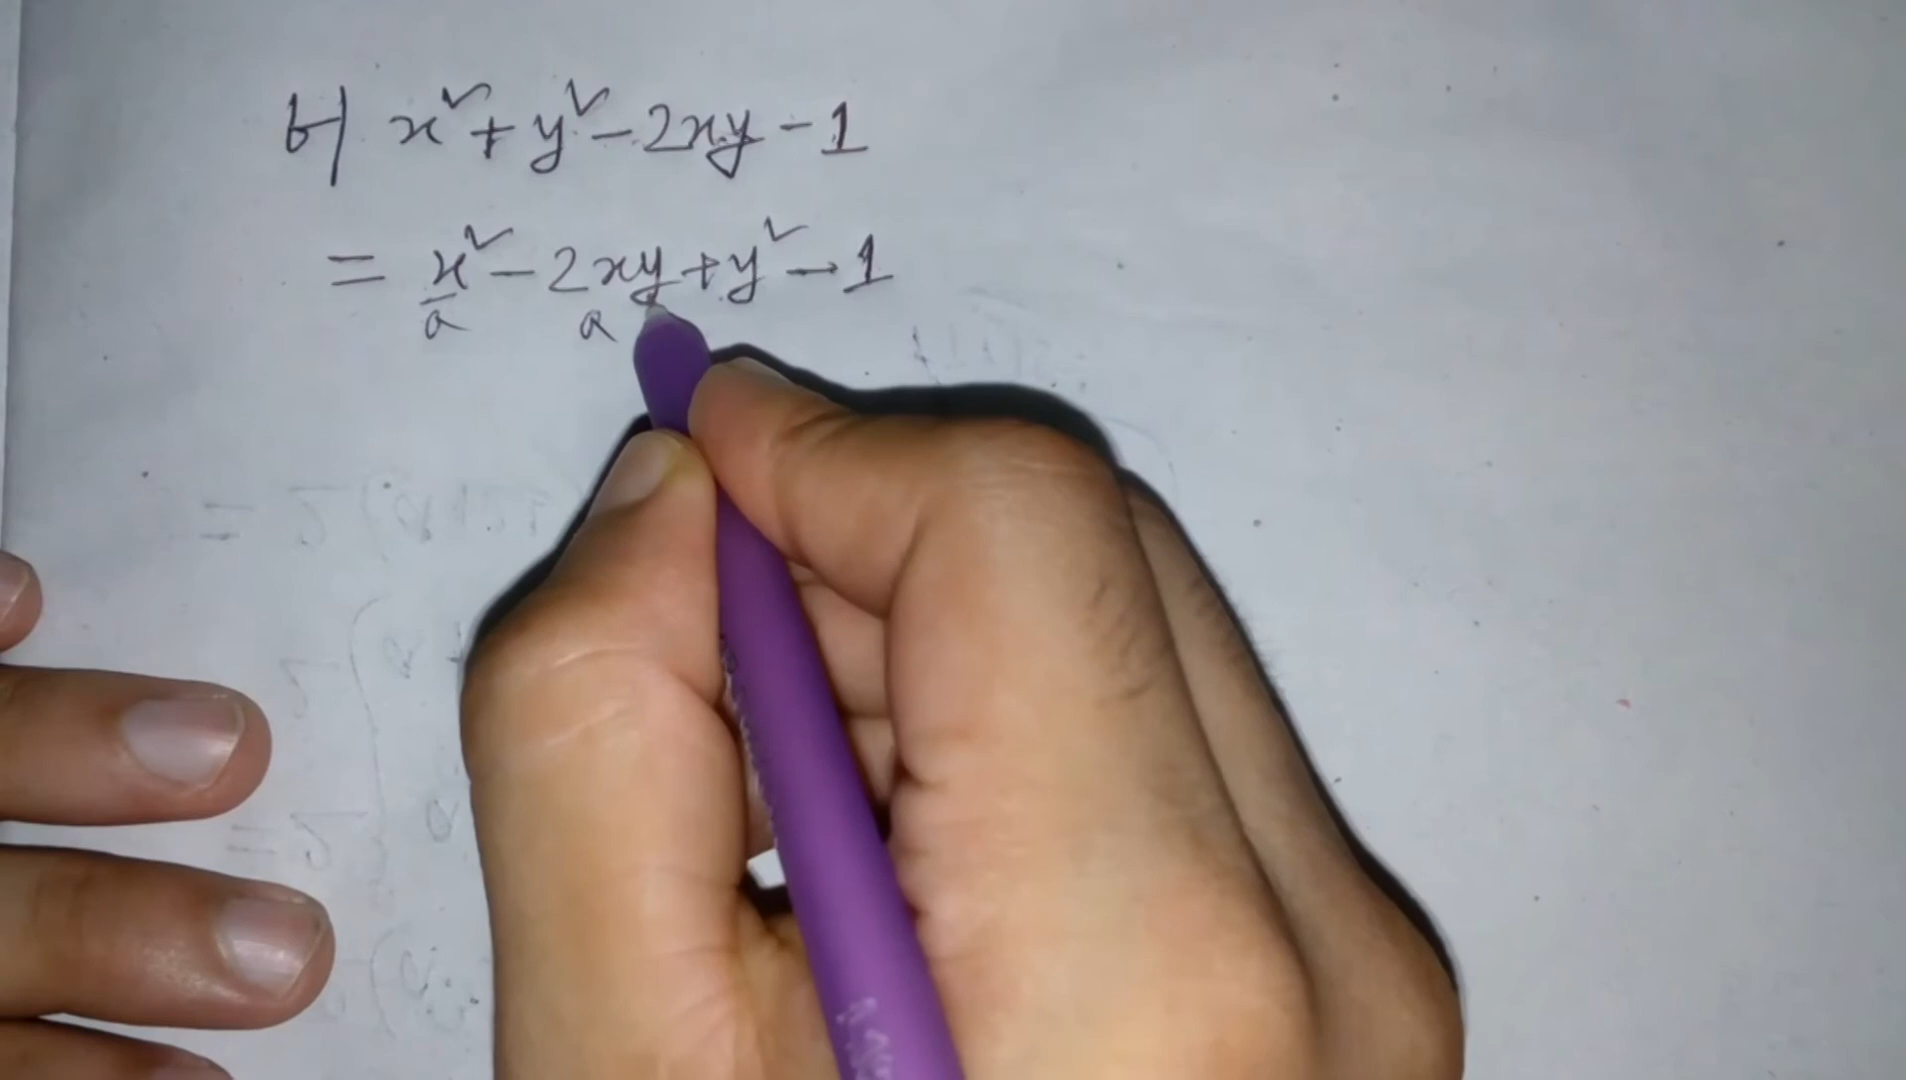 b) x² + y² - 2xy - 1
= x² - 2xy + y² - 1
a a